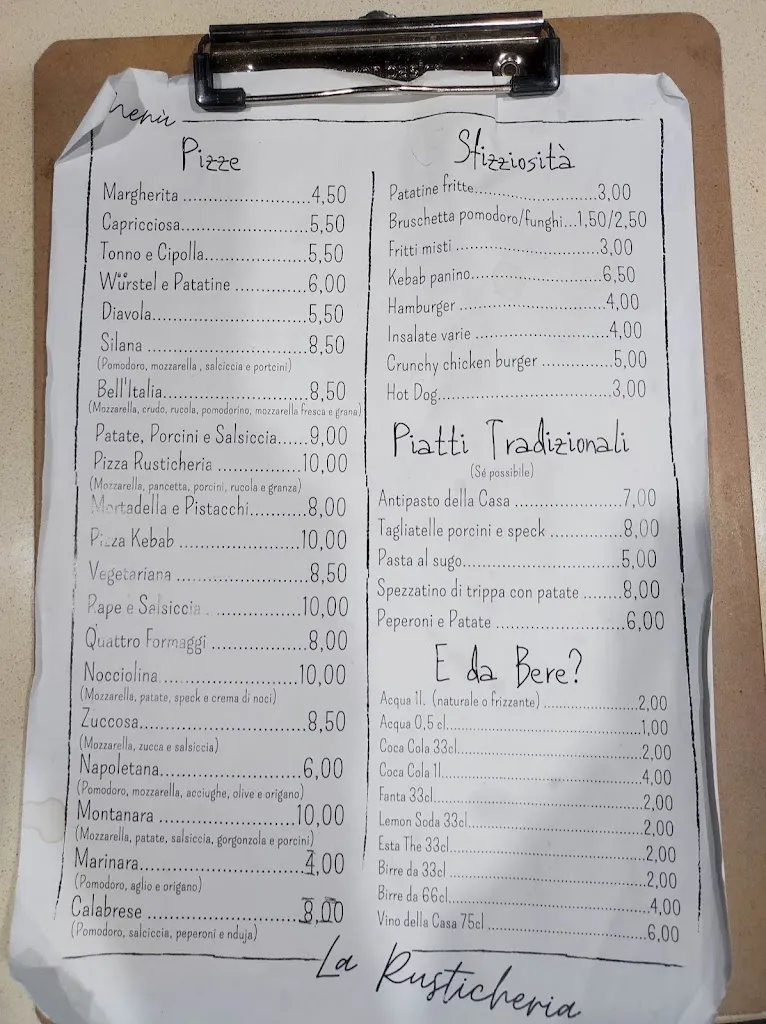 Menù
Pizze
Margherita ......................4,50
Capricciosa......................5,50
Tonno e Cipolla..................5,50
Würstel e Patatine ............6,00
Diavola..........................5,50
Silana ...........................8,50
(Pomodoro, mozzarella , salciccia e porcini)
Bell'Italia.......................8,50
(Mozzarella, crudo, rucola, pomodorino, mozzarella fresca e grana)
Patate, Porcini e Salsiccia......9,00
Pizza Rusticheria ..............10,00
(Mozzarella, pancetta, porcini, rucola e granza)
Mortadella e Pistacchi..........8,00
Pizza Kebab ....................10,00
Vegetariana .....................8,50
Rape e Salsiccia ..............10,00
Quattro Formaggi ...............8,00
Nocciolina......................10,00
(Mozzarella, patate, speck e crema di noci)
Zuccosa..........................8,50
(Mozzarella, zucca e salsiccia)
Napoletana.......................6,00
(Pomodoro, mozzarella, acciughe, olive e origano)
Montanara ......................10,00
(Mozzarella, patate, salsiccia, gorgonzola e porcini)
Marinara.........................4,00
(Pomodoro, aglio e origano)
Calabrese .......................8,00
(Pomodoro, salciccia, peperoni e nduja)
Sfizziosità
Patatine fritte...................3,00
Bruschetta pomodoro/funghi...1,50/2,50
Fritti misti ......................3,00
Kebab panino.....................6,50
Hamburger .......................4,00
Insalate varie ....................4,00
Crunchy chicken burger ...........5,00
Hot Dog..........................3,00
Piatti Tradizionali
(Sé possibile)
Antipasto della Casa ..............7,00
Tagliatelle porcini e speck ........8,00
Pasta al sugo.....................5,00
Spezzatino di trippa con patate ....8,00
Peperoni e Patate .................6,00
E da Bere?
Acqua 1l. (naturale o frizzante) ..............2,00
Acqua 0,5 cl..............................1,00
Coca Cola 33cl...........................2,00
Coca Cola 1l.............................4,00
Fanta 33cl...............................2,00
Lemon Soda 33cl.........................2,00
Esta The 33cl............................2,00
Birre da 33cl............................2,00
Birre da 66cl............................4,00
Vino della Casa 75cl ......................6,00
La Rusticheria